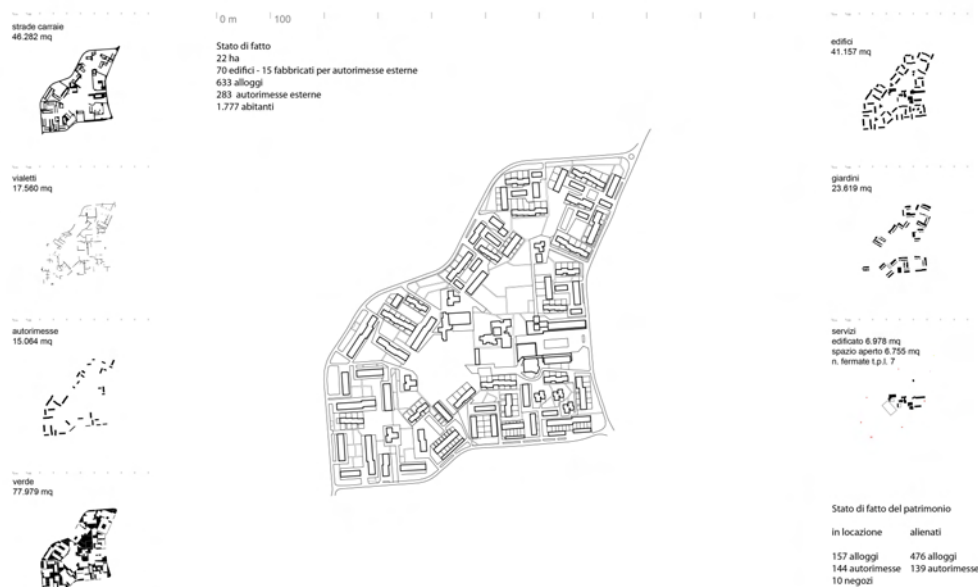 strade carraie
46.282 mq
vialetti
17.560 mq
autorimesse
15.064 mq
verde
77.979 mq
0 m 100
Stato di fatto
22 ha
70 edifici - 15 fabbricati per autorimesse esterne
633 alloggi
283 autorimesse esterne
1.777 abitanti
edifici
41.157 mq
giardini
23.619 mq
servizi
edificato 6.978 mq
spazio aperto 6.755 mq
n. fermate t.p.l. 7
Stato di fatto del patrimonio
in locazione alienati
157 alloggi 476 alloggi
144 autorimesse 139 autorimesse
10 negozi